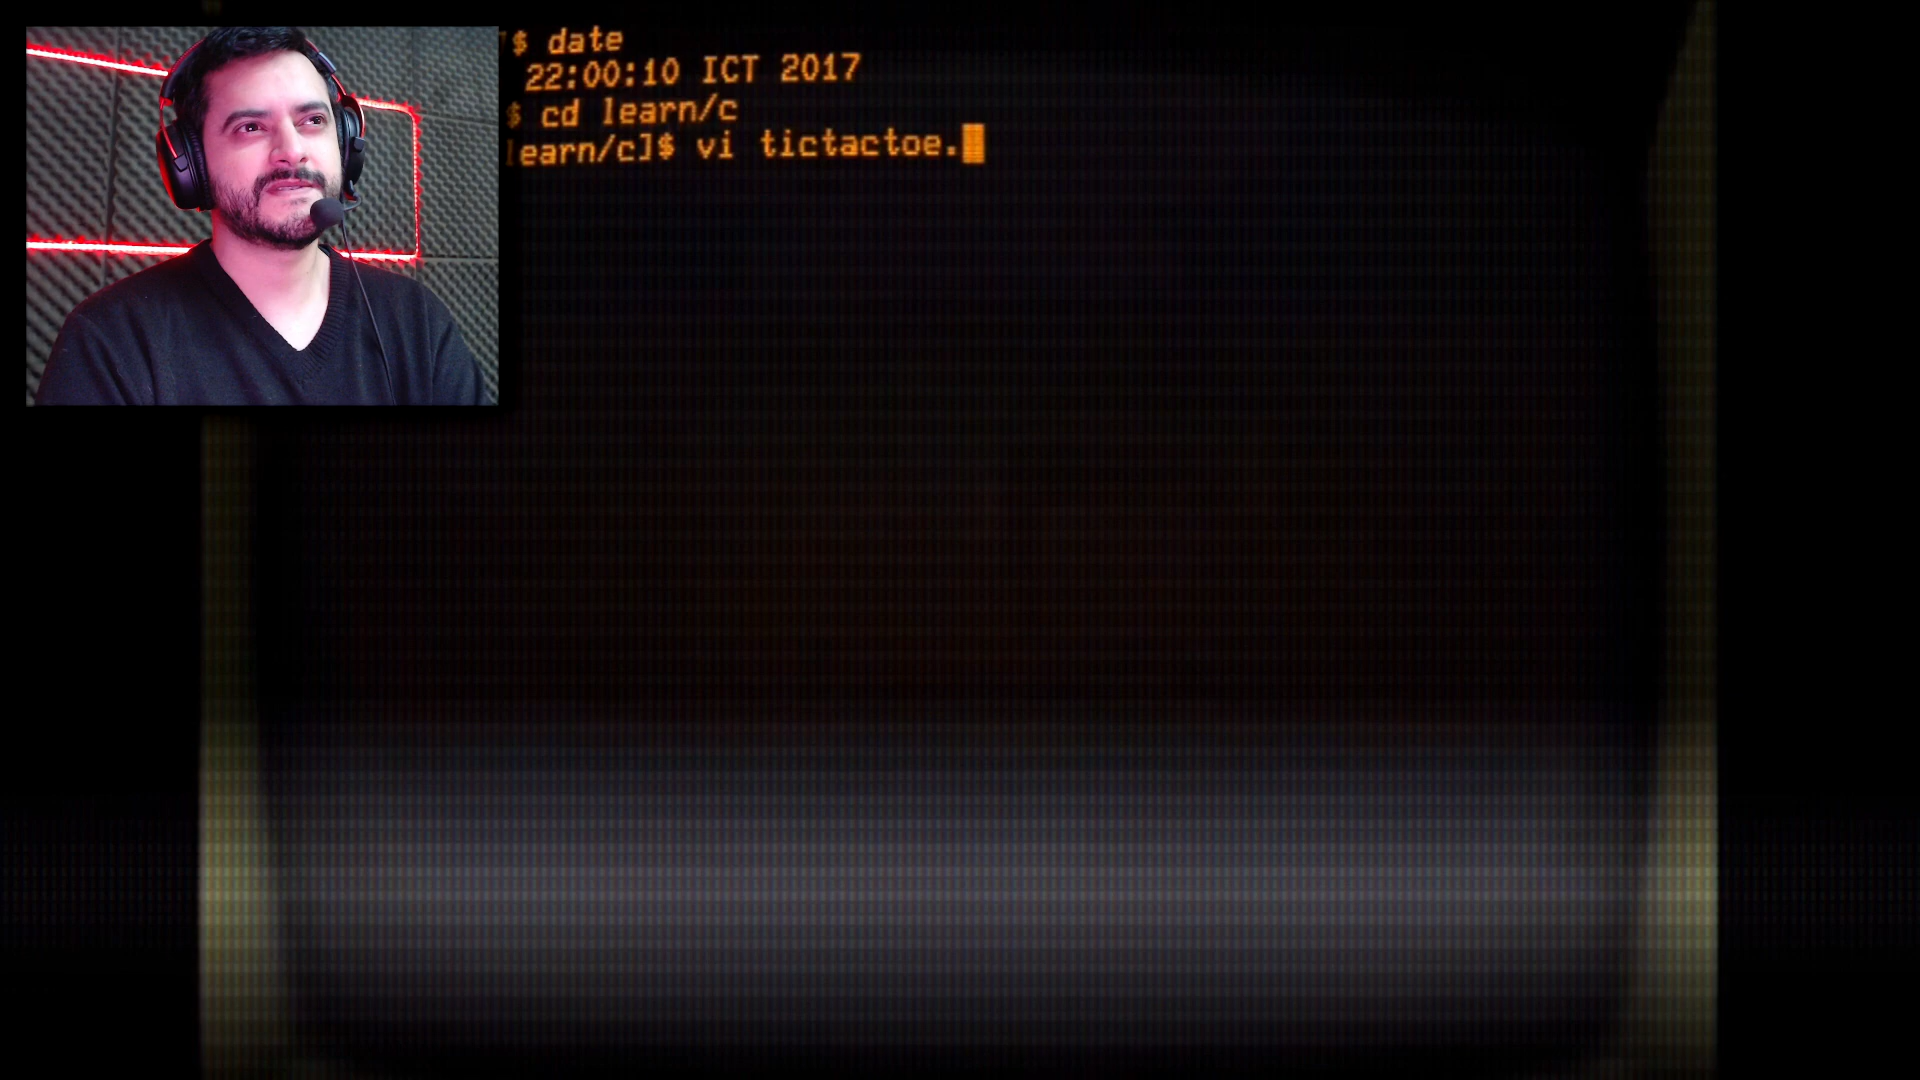 $ date
22:00:10 ICT 2017
$ cd learn/c
learn/c]$ vi tictactoe.